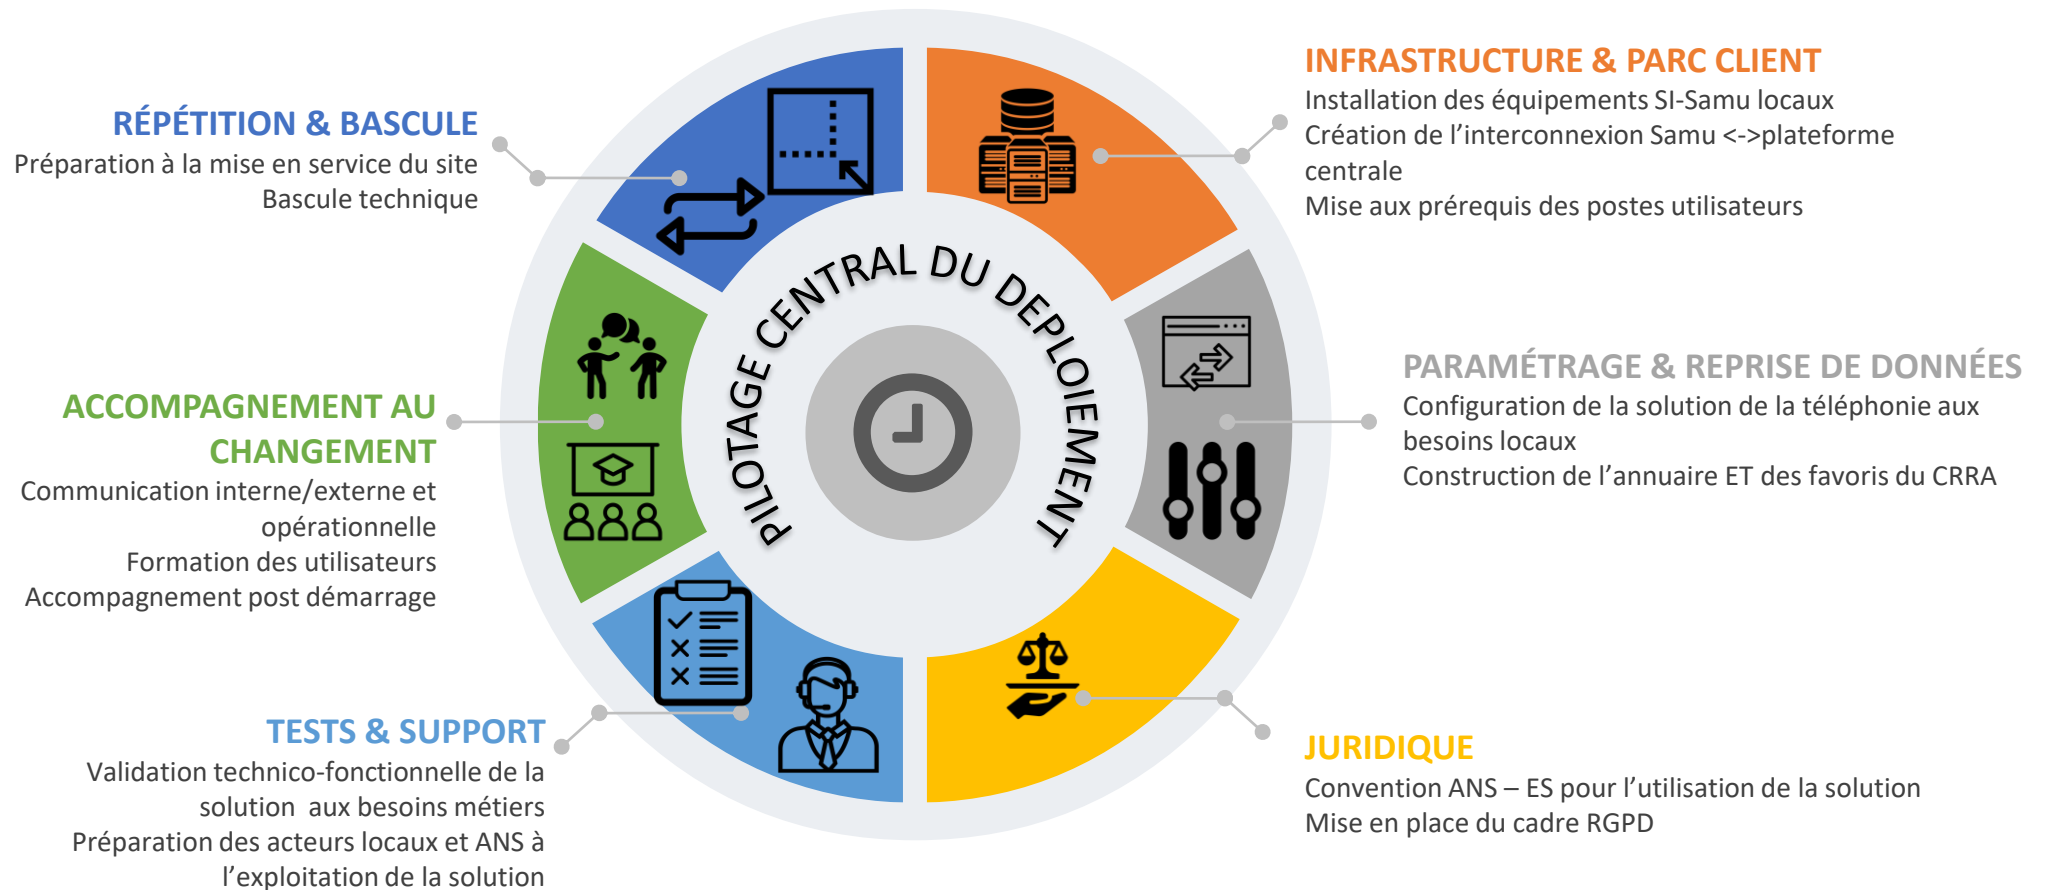 RÉPÉTITION & BASCULE
Préparation à la mise en service du site
Bascule technique
INFRASTRUCTURE & PARC CLIENT
Installation des équipements SI-Samu locaux
Création de l’interconnexion Samu <->plateforme
centrale
Mise aux prérequis des postes utilisateurs
PILOTAGE CENTRAL DU DEPLOIEMENT
ACCOMPAGNEMENT AU
CHANGEMENT
Communication interne/externe et
opérationnelle
Formation des utilisateurs
Accompagnement post démarrage
PARAMÉTRAGE & REPRISE DE DONNÉES
Configuration de la solution de la téléphonie aux
besoins locaux
Construction de l’annuaire ET des favoris du CRRA
TESTS & SUPPORT
Validation technico-fonctionnelle de la
solution  aux besoins métiers
Préparation des acteurs locaux et ANS à
l’exploitation de la solution
JURIDIQUE
Convention ANS – ES pour l’utilisation de la solution
Mise en place du cadre RGPD